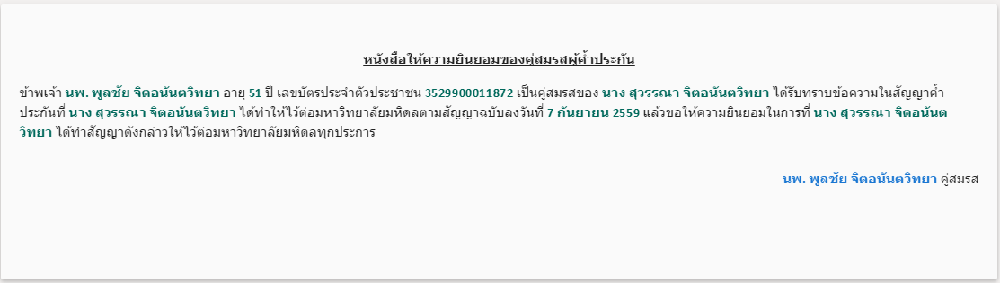 หนังสือให้ความยินยอมของคู่สมรสผู้ค้ำประกัน
ข้าพเจ้า นพ. พูลชัย จิตอนันตวิทยา อายุ 51 ปี เลขบัตรประจำตัวประชาชน 3529900011872 เป็นคู่สมรสของ นาง สุวรรณา จิตอนันตวิทยา ได้รับทราบข้อความในสัญญาค้ำ
ประกันที่ นาง สุวรรณา จิตอนันตวิทยา ได้ทำให้ไว้ต่อมหาวิทยาลัยมหิดลตามสัญญาฉบับลงวันที่ 7 กันยายน 2559 แล้วขอให้ความยินยอมในการที่ นาง สุวรรณา จิตอนันต
วิทยา ได้ทำสัญญาดังกล่าวให้ไว้ต่อมหาวิทยาลัยมหิดลทุกประการ
นพ. พูลชัย จิตอนันตวิทยา คู่สมรส